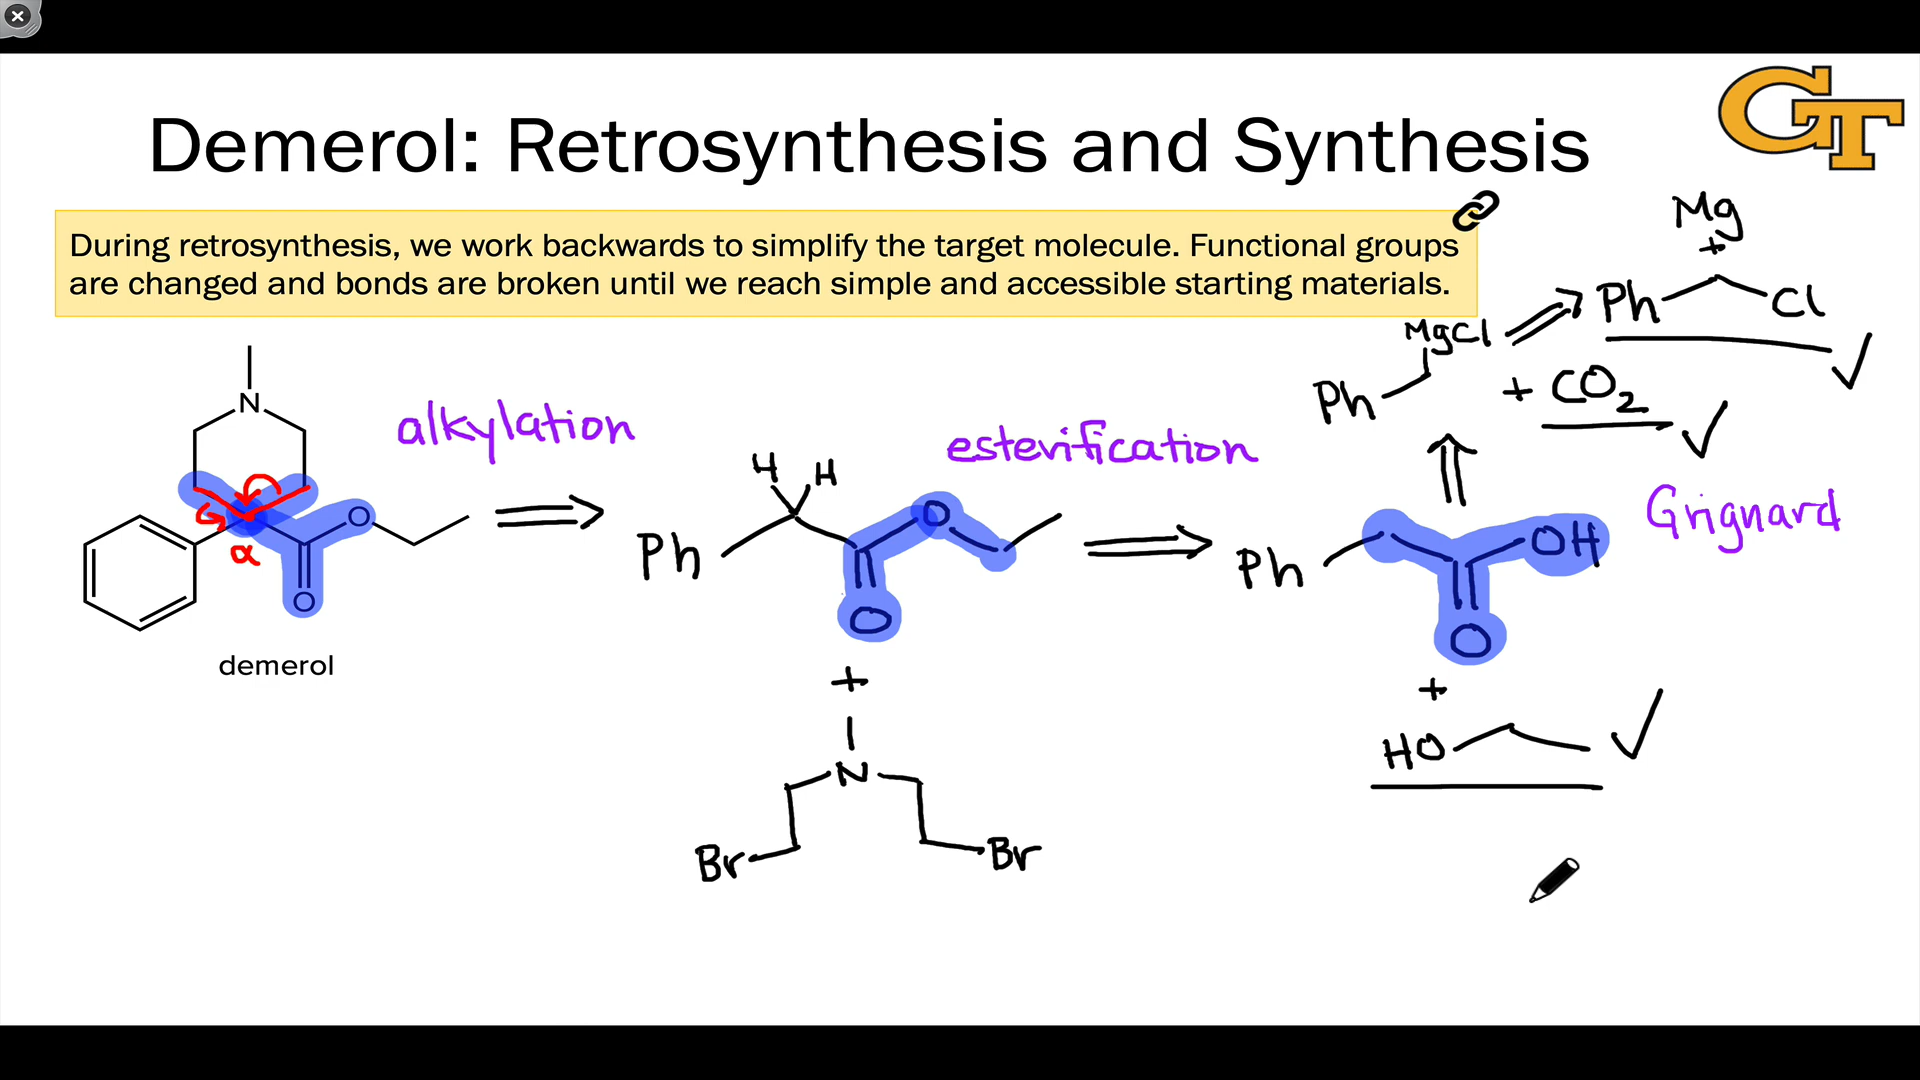 GT
Demerol: Retrosynthesis and Synthesis
During retrosynthesis, we work backwards to simplify the target molecule. Functional groups
are changed and bonds are broken until we reach simple and accessible starting materials.
Mg
+
Ph Cl
MgCl
Ph
+ CO2
N
alkylation
esterification
Grignard
H H
O
α
O
demerol
Ph
O
O
+
N
Br Br
Ph
OH
O
+
HO